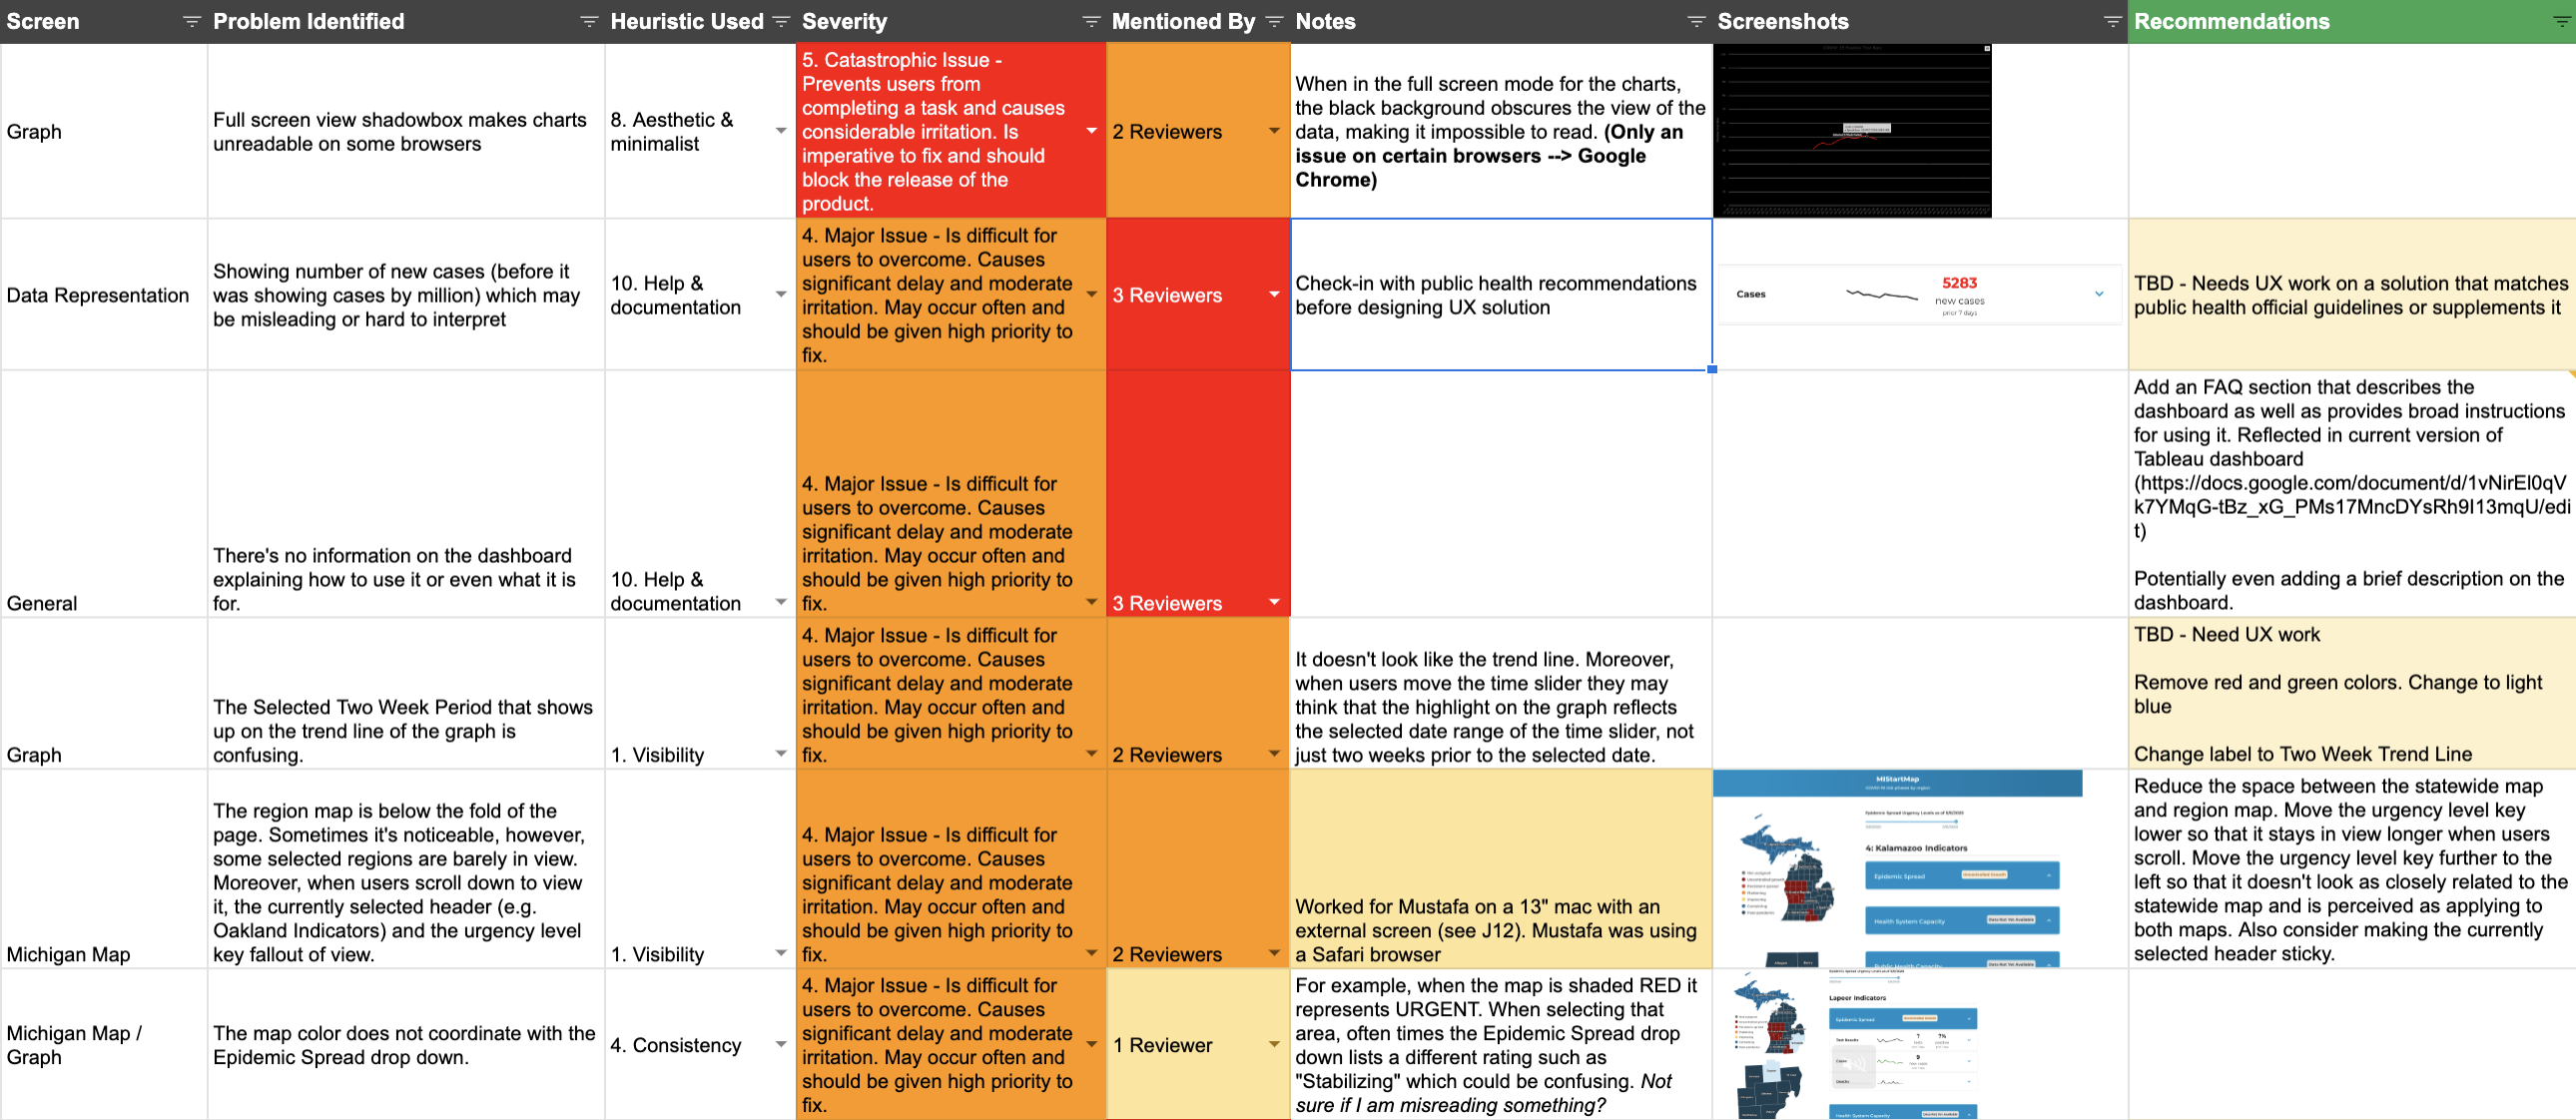 Screen
Problem Identified
Heuristic Used
Severity
Mentioned By
Notes
Screenshots
Recommendations
Graph
Full screen view shadowbox makes charts
unreadable on some browsers
8. Aesthetic &
minimalist
5. Catastrophic Issue -
Prevents users from
completing a task and causes
considerable irritation. Is
imperative to fix and should
block the release of the
product.
2 Reviewers
When in the full screen mode for the charts,
the black background obscures the view of the
data, making it impossible to read. (Only an
issue on certain browsers --> Google
Chrome)
Data Representation
Showing number of new cases (before it
was showing cases by million) which may
be misleading or hard to interpret
10. Help &
documentation
4. Major Issue - Is difficult for
users to overcome. Causes
significant delay and moderate
irritation. May occur often and
should be given high priority to
fix.
3 Reviewers
Check-in with public health recommendations
before designing UX solution
Cases
5283
new cases
prior 7 days
TBD - Needs UX work on a solution that matches
public health official guidelines or supplements it
General
There's no information on the dashboard
explaining how to use it or even what it is
for.
10. Help &
documentation
4. Major Issue - Is difficult for
users to overcome. Causes
significant delay and moderate
irritation. May occur often and
should be given high priority to
fix.
3 Reviewers
Add an FAQ section that describes the
dashboard as well as provides broad instructions
for using it. Reflected in current version of
Tableau dashboard
(https://docs.google.com/document/d/1vNirEl0qV
k7YMqG-tBz_xG_PMs17MncDYsRh9I13mqU/edi
t)
Potentially even adding a brief description on the
dashboard.
Graph
The Selected Two Week Period that shows
up on the trend line of the graph is
confusing.
1. Visibility
4. Major Issue - Is difficult for
users to overcome. Causes
significant delay and moderate
irritation. May occur often and
should be given high priority to
fix.
2 Reviewers
It doesn't look like the trend line. Moreover,
when users move the time slider they may
think that the highlight on the graph reflects
the selected date range of the time slider, not
just two weeks prior to the selected date.
TBD - Need UX work
Remove red and green colors. Change to light
blue
Change label to Two Week Trend Line
Michigan Map
The region map is below the fold of the
page. Sometimes it's noticeable, however,
some selected regions are barely in view.
Moreover, when users scroll down to view
it, the currently selected header (e.g.
Oakland Indicators) and the urgency level
key fallout of view.
1. Visibility
4. Major Issue - Is difficult for
users to overcome. Causes
significant delay and moderate
irritation. May occur often and
should be given high priority to
fix.
2 Reviewers
Worked for Mustafa on a 13" mac with an
external screen (see J12). Mustafa was using
a Safari browser
MIStartMap
4: Kalamazoo Indicators
Epidemic Spread
Uncontrolled Growth
Health System Capacity
Data Not Yet Available
Public Health Capacity
Data Not Yet Available
Reduce the space between the statewide map
and region map. Move the urgency level key
lower so that it stays in view longer when users
scroll. Move the urgency level key further to the
left so that it doesn't look as closely related to the
statewide map and is perceived as applying to
both maps. Also consider making the currently
selected header sticky.
Michigan Map /
Graph
The map color does not coordinate with the
Epidemic Spread drop down.
4. Consistency
4. Major Issue - Is difficult for
users to overcome. Causes
significant delay and moderate
irritation. May occur often and
should be given high priority to
fix.
1 Reviewer
For example, when the map is shaded RED it
represents URGENT. When selecting that
area, often times the Epidemic Spread drop
down lists a different rating such as
"Stabilizing" which could be confusing. Not
sure if I am misreading something?
Lapeer Indicators
Epidemic Spread
Test Results
Cases
Deaths
Health System Capacity